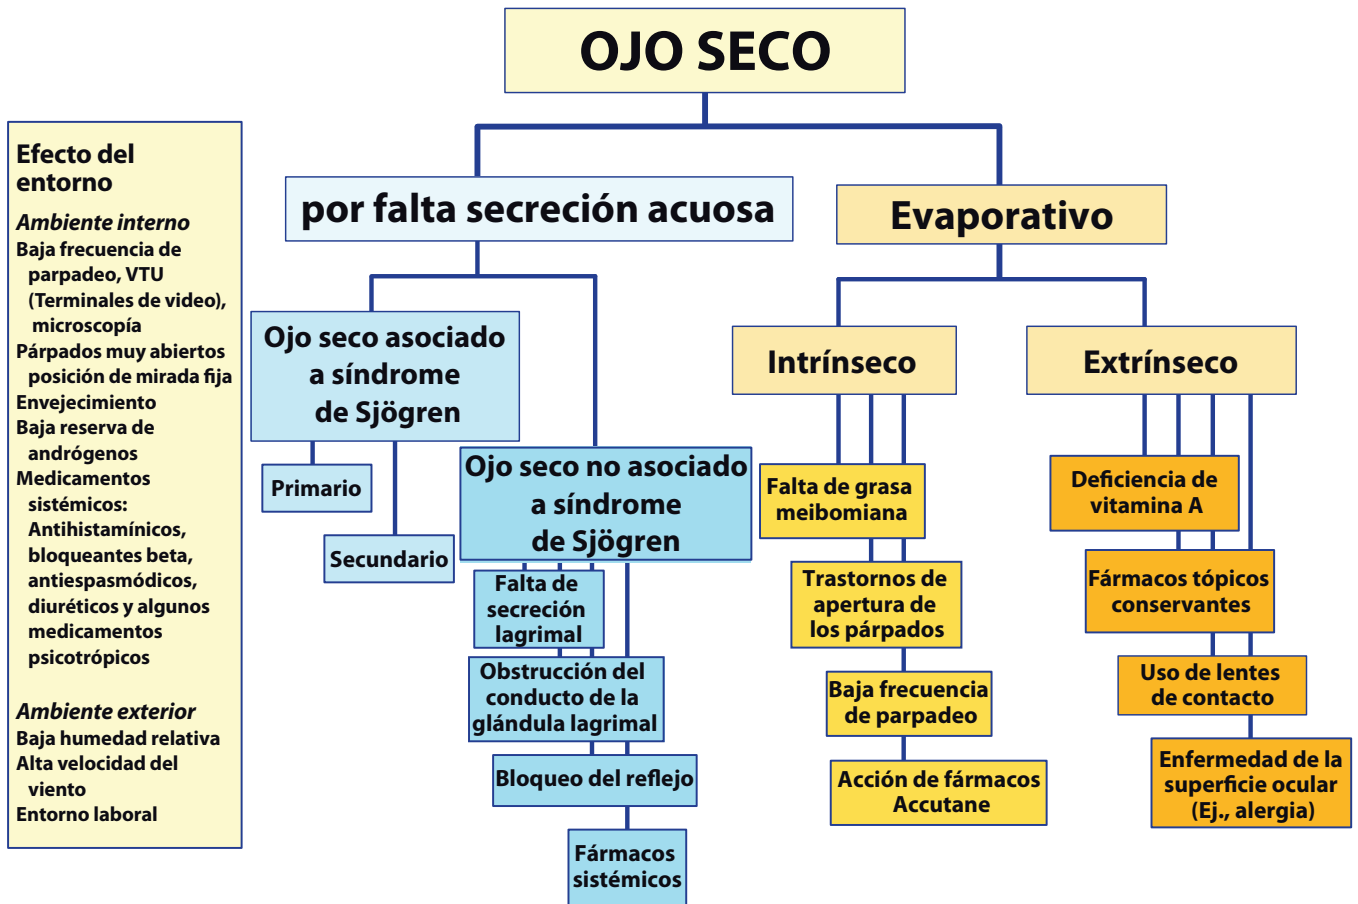 OJO SECO
Efecto del
entorno
Ambiente interno
Baja frecuencia de
parpadeo, VTU
(Terminales de video),
microscopía
Párpados muy abiertos
posición de mirada fija
Envejecimiento
Baja reserva de
andrógenos
Medicamentos
sistémicos:
Antihistamínicos,
bloqueantes beta,
antiespasmódicos,
diuréticos y algunos
medicamentos
psicotrópicos
Ambiente exterior
Baja humedad relativa
Alta velocidad del
viento
Entorno laboral
por falta secreción acuosa
Ojo seco asociado
a síndrome
de Sjögren
Primario
Secundario
Ojo seco no asociado
a síndrome
de Sjögren
Falta de
secreción
lagrimal
Obstrucción del
conducto de la
glándula lagrimal
Bloqueo del reflejo
Fármacos
sistémicos
Evaporativo
Intrínseco
Falta de grasa
meibomiana
Trastornos de
apertura de
los párpados
Baja frecuencia
de parpadeo
Acción de fármacos
Accutane
Extrínseco
Deficiencia de
vitamina A
Fármacos tópicos
conservantes
Uso de lentes
de contacto
Enfermedad de la
superficie ocular
(Ej., alergia)